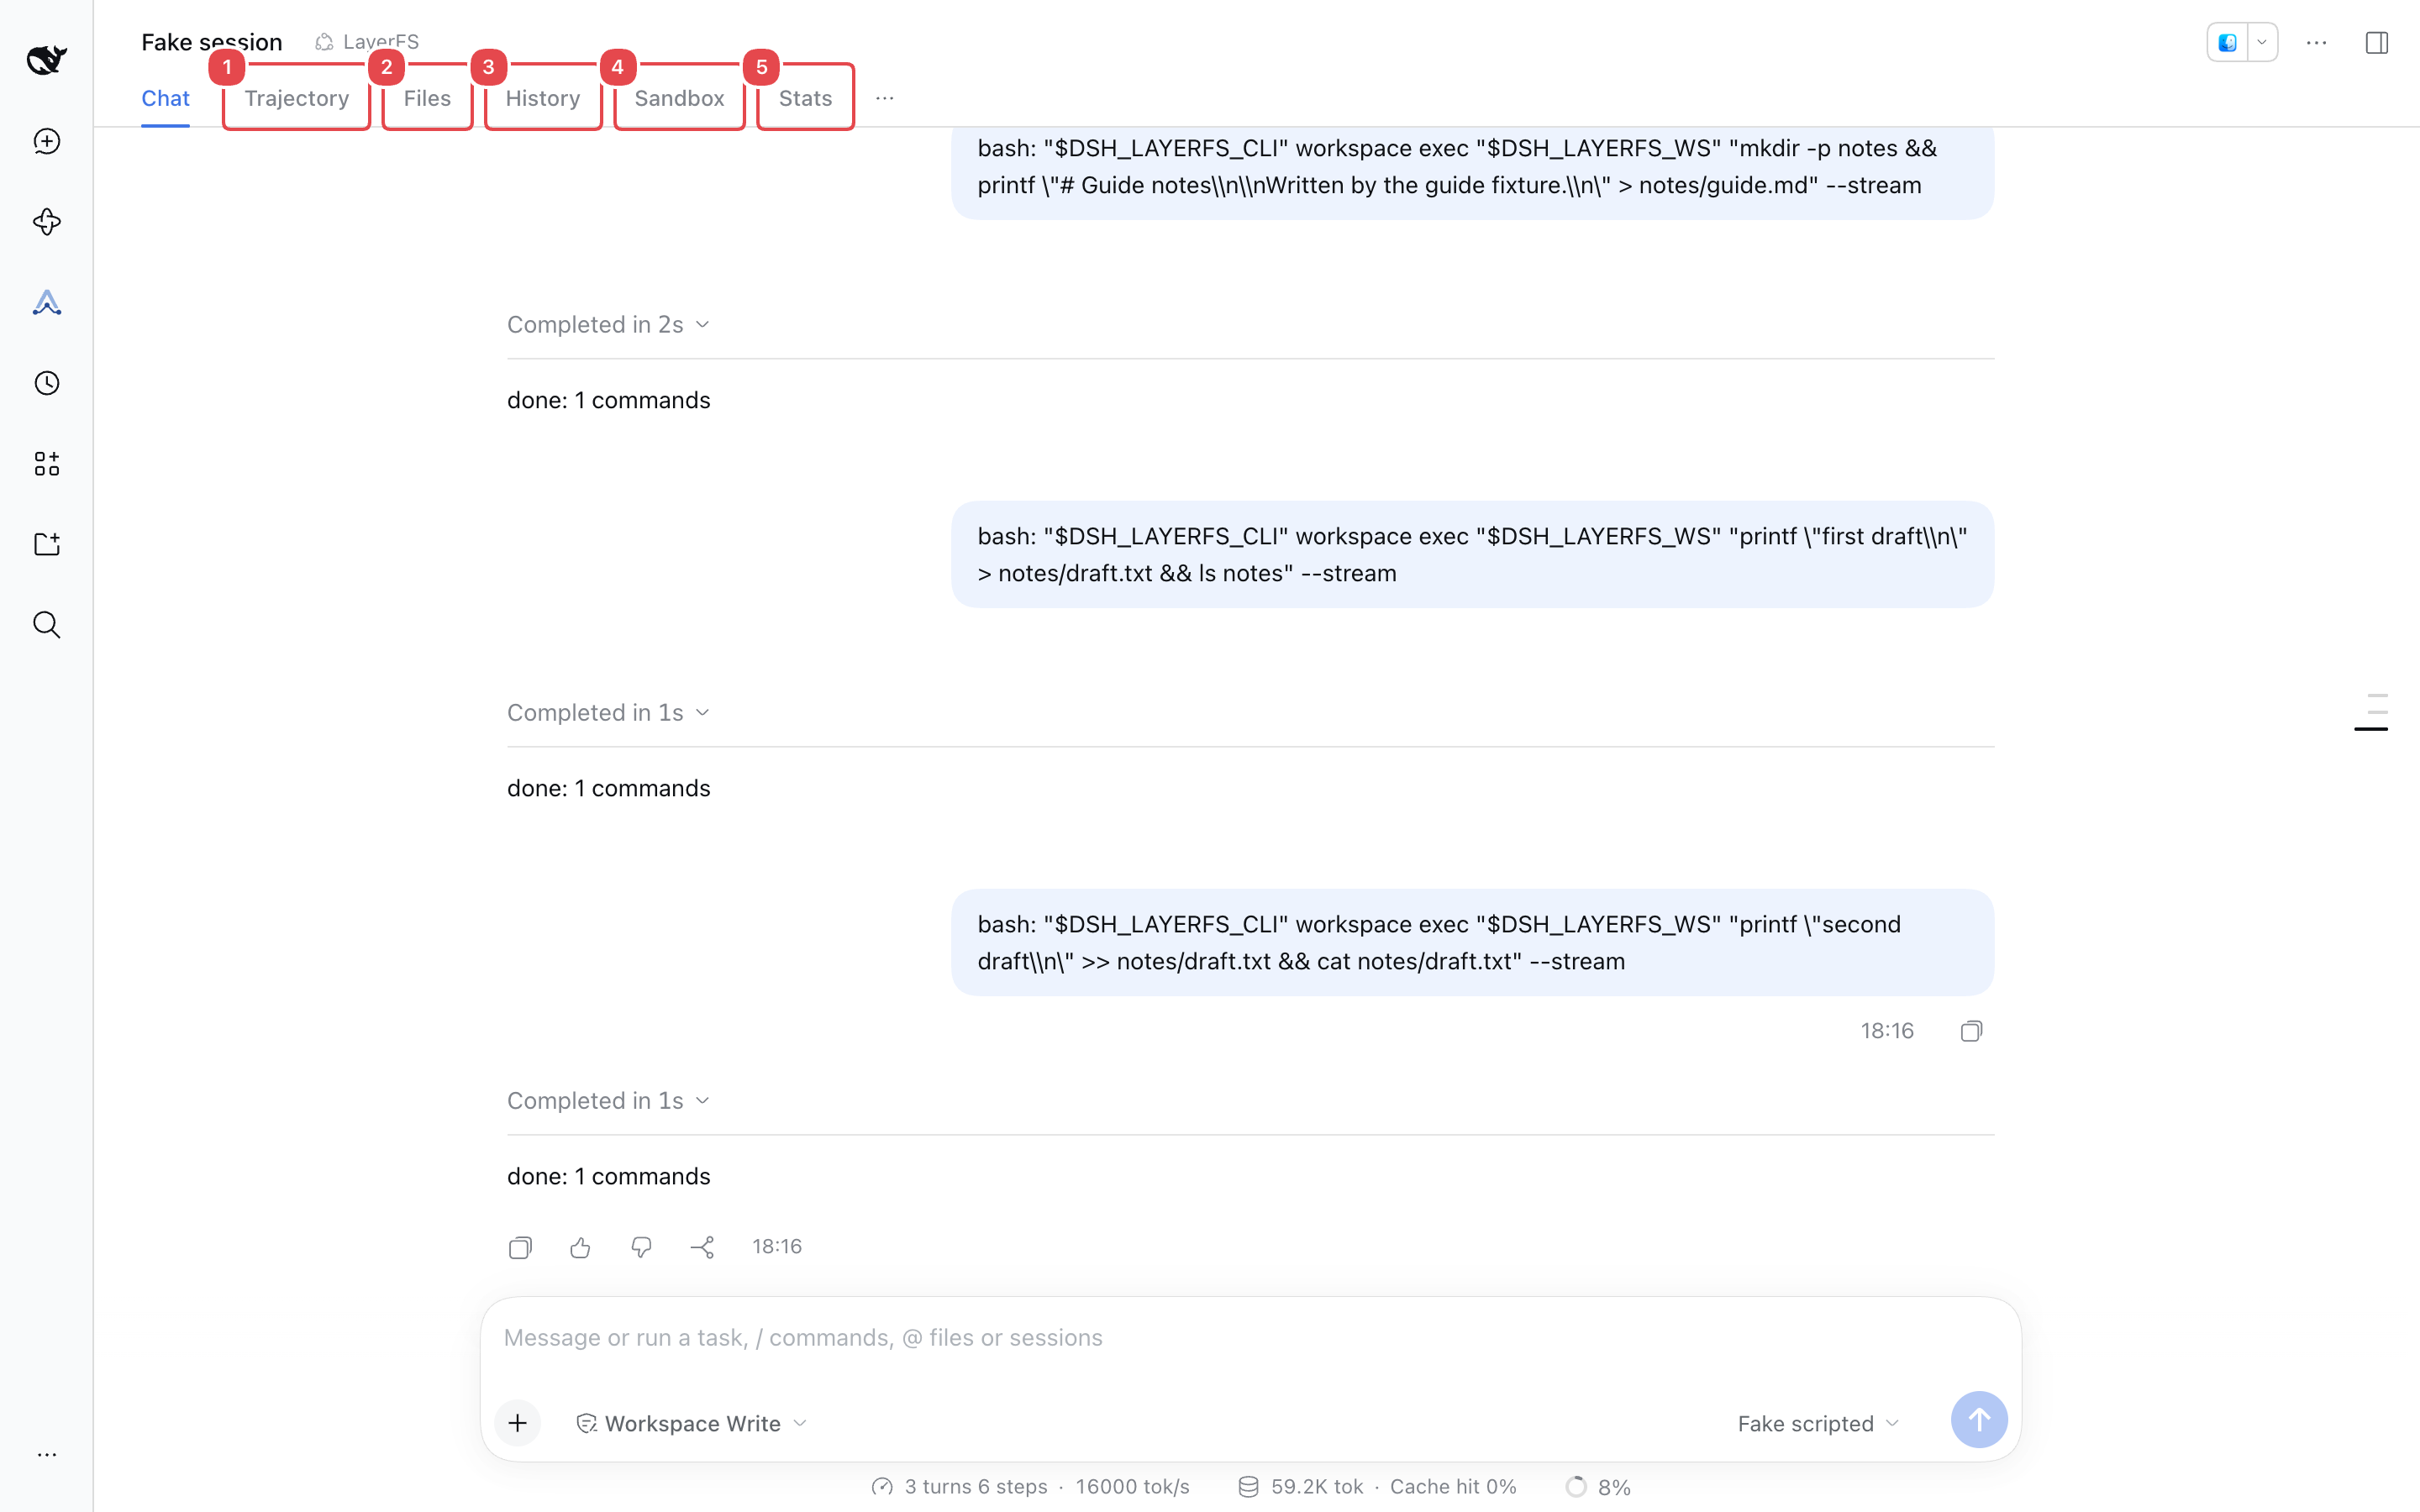 Fake session LayerFS
1 2 3 4 5
Chat Trajectory Files History Sandbox Stats
bash: "$DSH_LAYERFS_CLI" workspace exec "$DSH_LAYERFS_WS" "mkdir -p notes &&
printf \"# Guide notes\\n\\nWritten by the guide fixture.\\n\" > notes/guide.md" --stream
Completed in 2s
done: 1 commands
bash: "$DSH_LAYERFS_CLI" workspace exec "$DSH_LAYERFS_WS" "printf \"first draft\\n\"
> notes/draft.txt && ls notes" --stream
Completed in 1s
done: 1 commands
bash: "$DSH_LAYERFS_CLI" workspace exec "$DSH_LAYERFS_WS" "printf \"second
draft\\n\" >> notes/draft.txt && cat notes/draft.txt" --stream
18:16
Completed in 1s
done: 1 commands
18:16
Message or run a task, / commands, @ files or sessions
Workspace Write Fake scripted
3 turns 6 steps · 16000 tok/s 59.2K tok · Cache hit 0% 8%